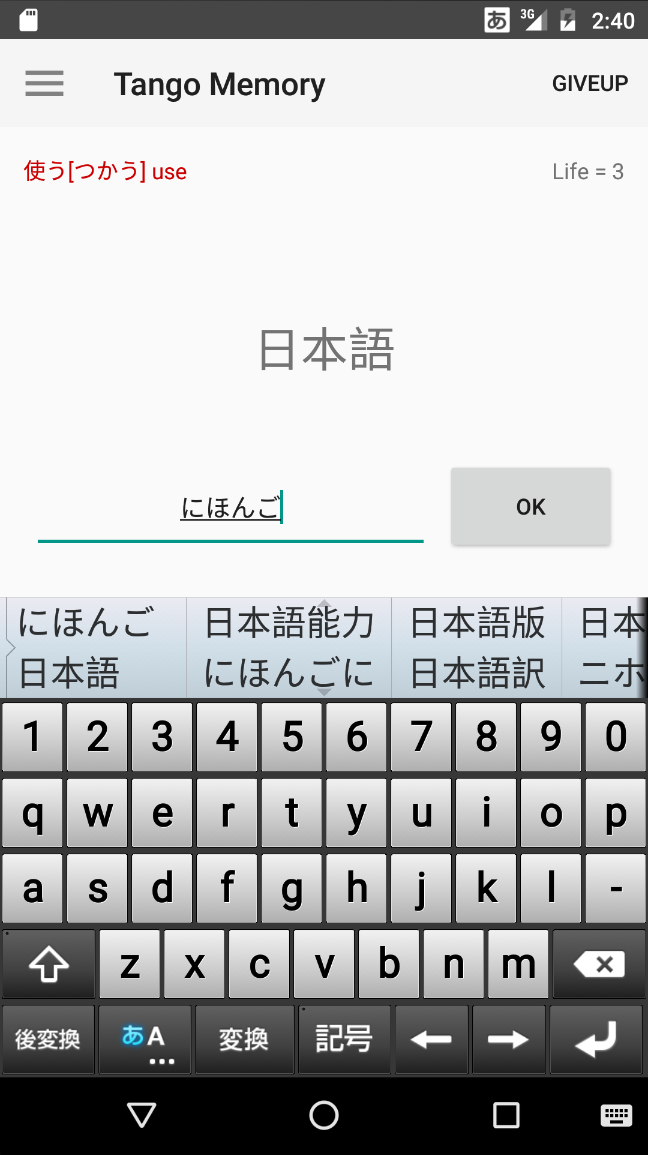 あ 3G 2:40
Tango Memory GIVEUP
使う[つかう] use Life = 3
日本語
にほんご OK
にほんご 日本語能力 日本語版 日本
日本語 にほんごに 日本語訳 ニホ
1 2 3 4 5 6 7 8 9 0
q w e r t y u i o p
a s d f g h j k l -
z x c v b n m
後変換 あA... 変換 記号